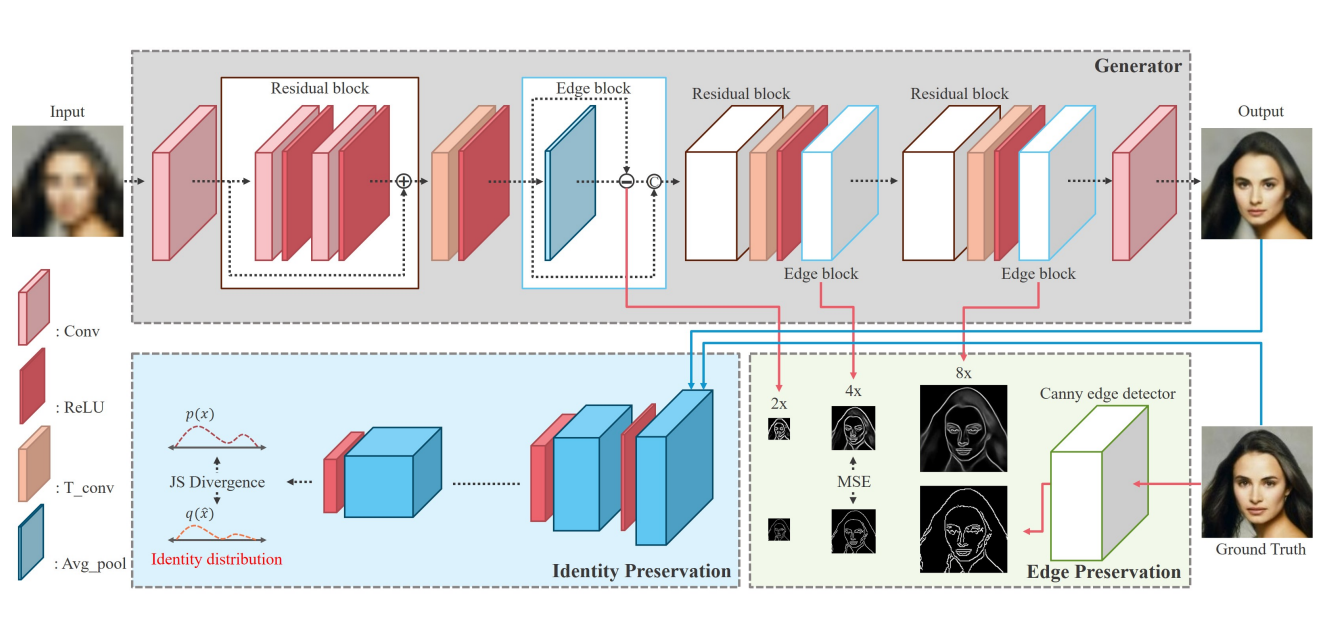 Generator
Input
Residual block
Edge block
Residual block
Residual block
Output
Edge block
Edge block
: Conv
: ReLU
: T_conv
: Avg_pool
p(x)
JS Divergence
q(x̂)
Identity distribution
Identity Preservation
2x
4x
8x
MSE
Canny edge detector
Edge Preservation
Ground Truth